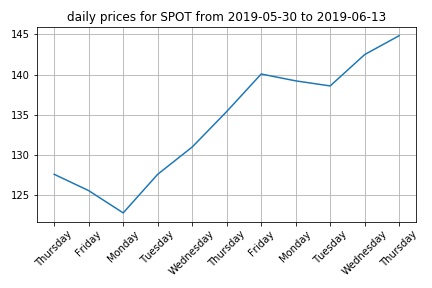 daily prices for SPOT from 2019-05-30 to 2019-06-13
145
140
135
130
125
Thursday
Friday
Monday
Tuesday
Wednesday
Thursday
Friday
Monday
Tuesday
Wednesday
Thursday